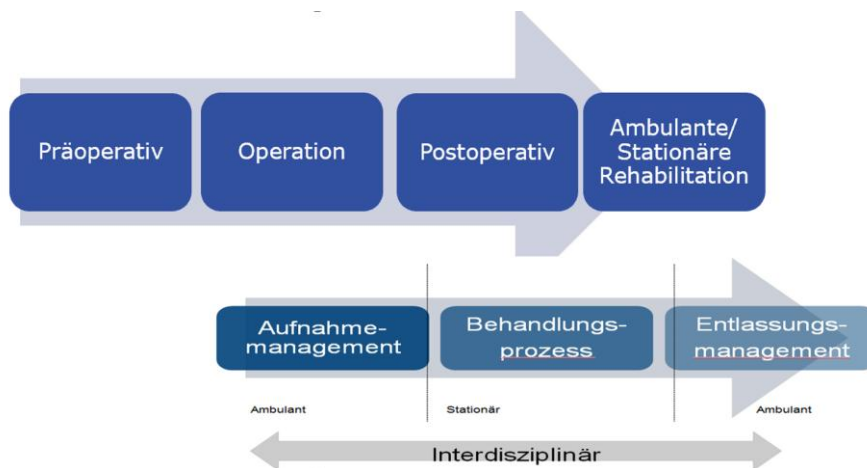 Präoperativ
Operation
Postoperativ
Ambulante/
Stationäre
Rehabilitation
Aufnahme-
management
Behandlungs-
prozess
Entlassungs-
management
Ambulant
Stationär
Ambulant
Interdisziplinär